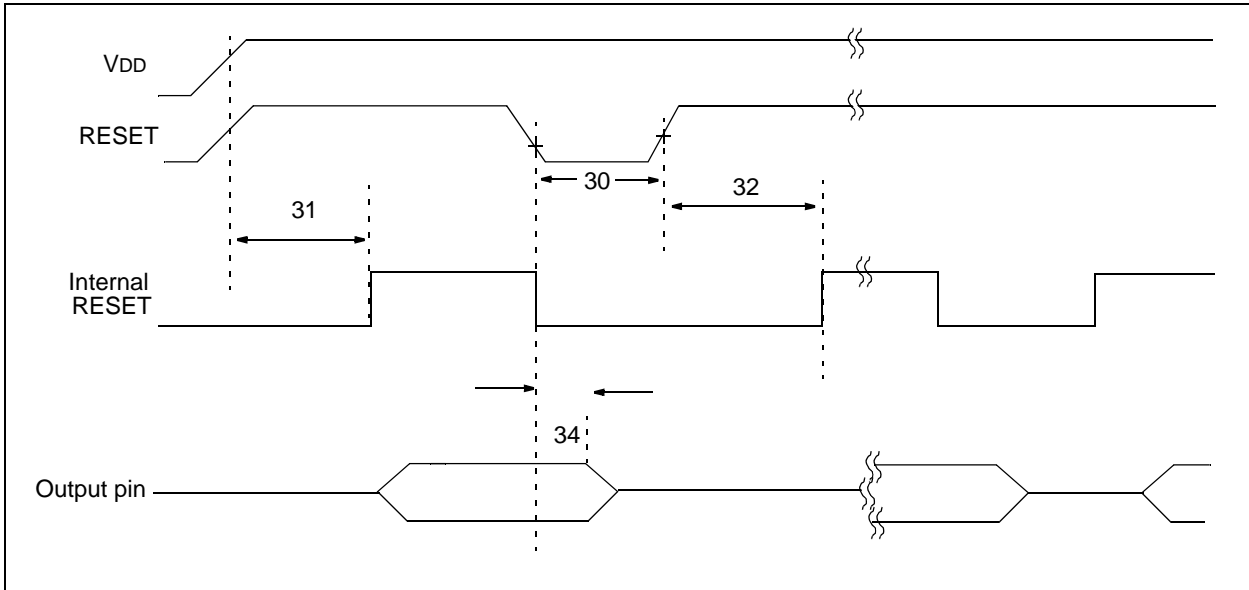 VDD
RESET
30
32
31
Internal
RESET
34
Output pin